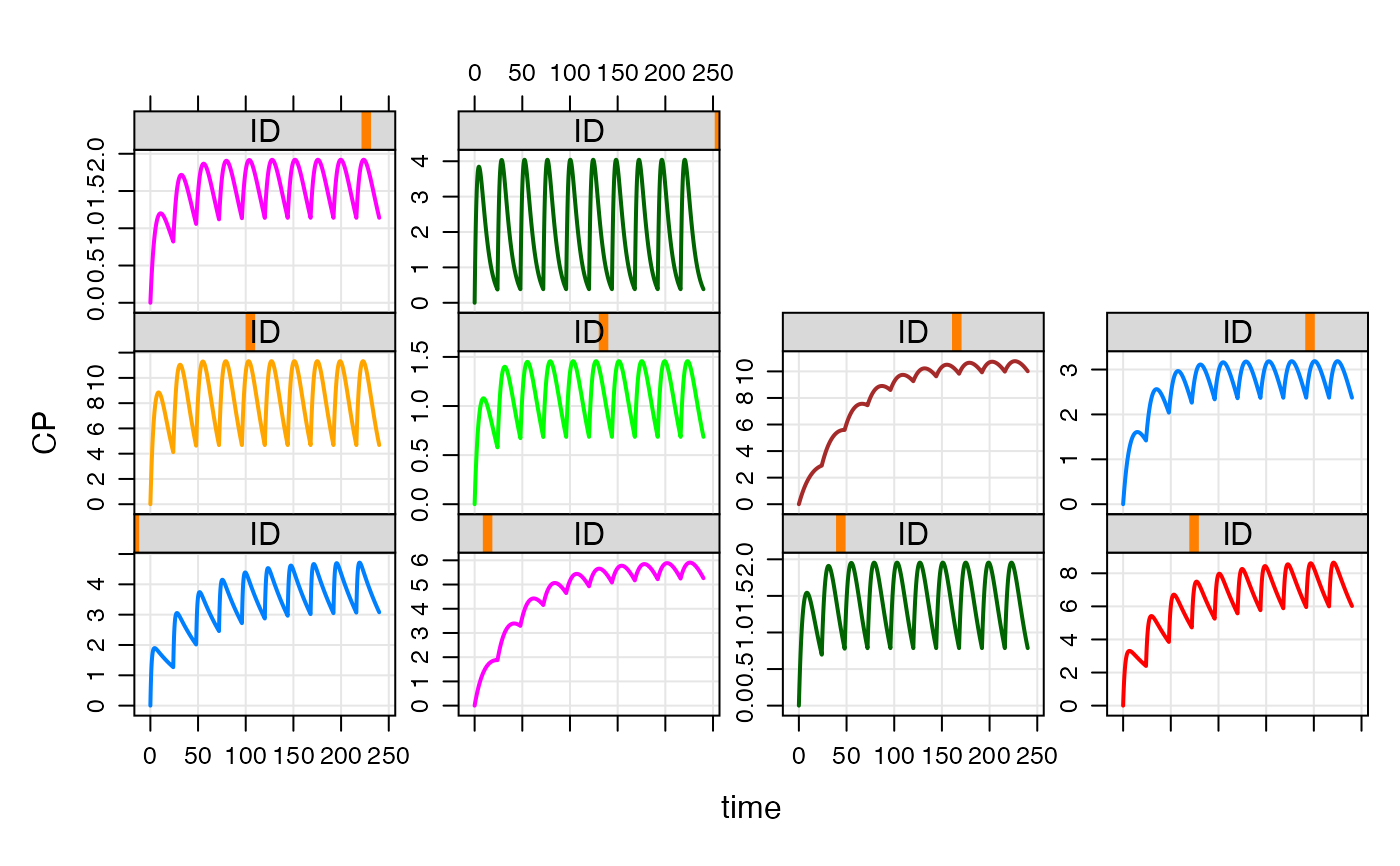 0 50 100 150 200 250
ID ID
0.0 0.5 1.0 1.5 2.0
0 1 2 3 4
ID ID ID ID
0 2 4 6 8 10
0.0 0.5 1.0 1.5
0 2 4 6 8 10
0 1 2 3
CP
ID ID ID ID
0 1 2 3 4
0 1 2 3 4 5 6
0.0 0.5 1.0 1.5 2.0
0 2 4 6 8
0 50 100 150 200 250 0 50 100 150 200 250
time